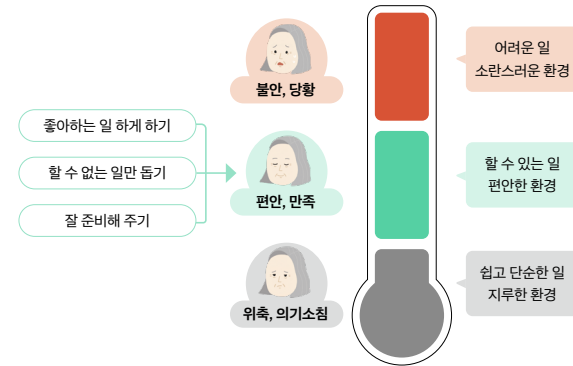 어려운 일
소란스러운 환경
불안, 당황
좋아하는 일 하게 하기
할 수 없는 일만 돕기
잘 준비해 주기
편안, 만족
할 수 있는 일
편안한 환경
쉽고 단순한 일
지루한 환경
위축, 의기소침